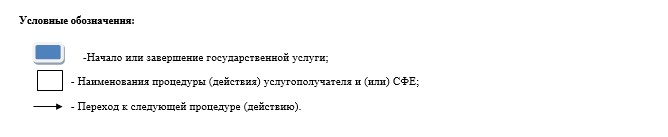 Условные обозначения:
-Начало или завершение государственной услуги;
- Наименования процедуры (действия) услугополучателя и (или) СФЕ;
- Переход к следующей процедуре (действию).